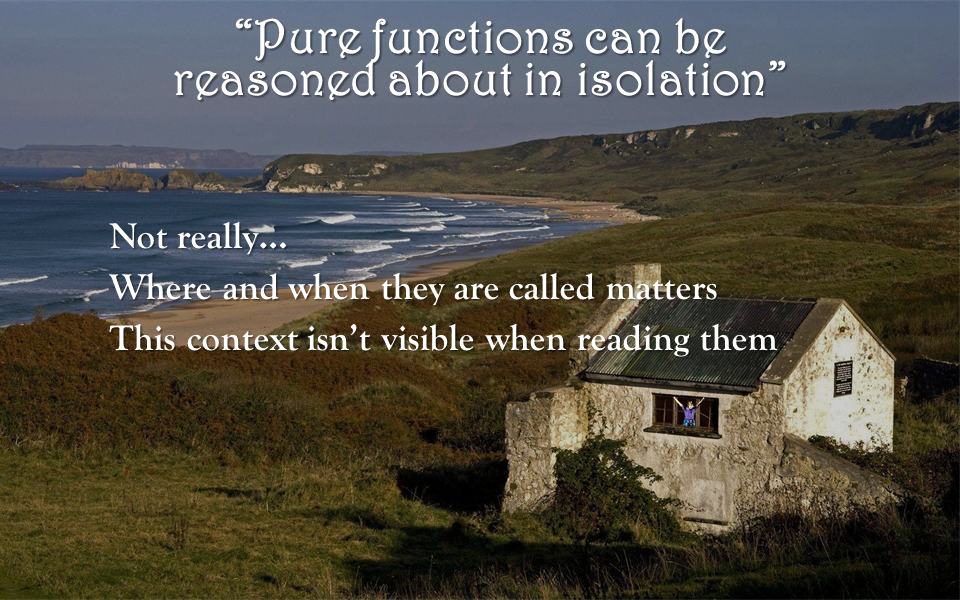 “Pure functions can be
reasoned about in isolation”
Not really...
Where and when they are called matters
This context isn’t visible when reading them